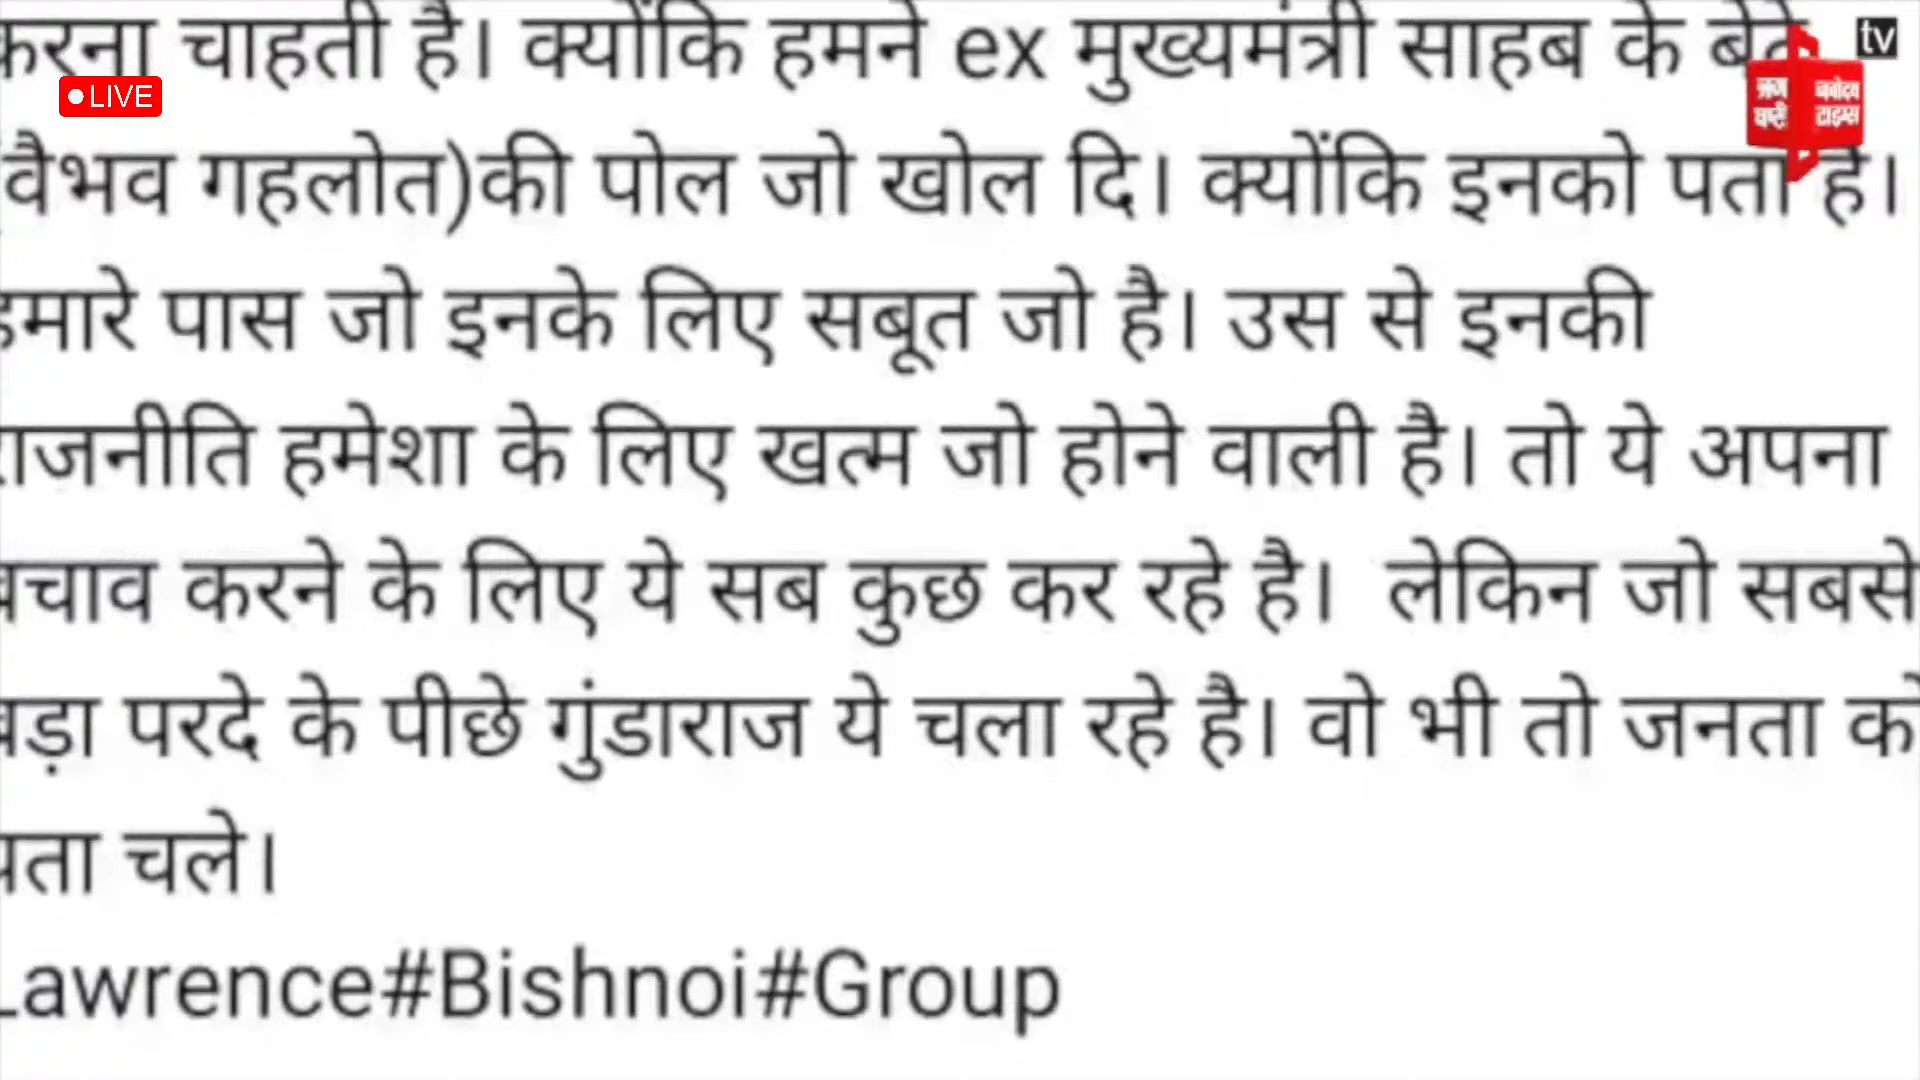 करना चाहती है। क्योंकि हमने ex मुख्यमंत्री साहब के बेटे
tv
LIVE
वैभव गहलोत)की पोल जो खोल दि। क्योंकि इनको पता है।
हमारे पास जो इनके लिए सबूत जो है। उस से इनकी
राजनीति हमेशा के लिए खत्म जो होने वाली है। तो ये अपना
बचाव करने के लिए ये सब कुछ कर रहे है। लेकिन जो सबसे
बड़ा परदे के पीछे गुंडाराज ये चला रहे है। वो भी तो जनता को
पता चले।
Lawrence#Bishnoi#Group